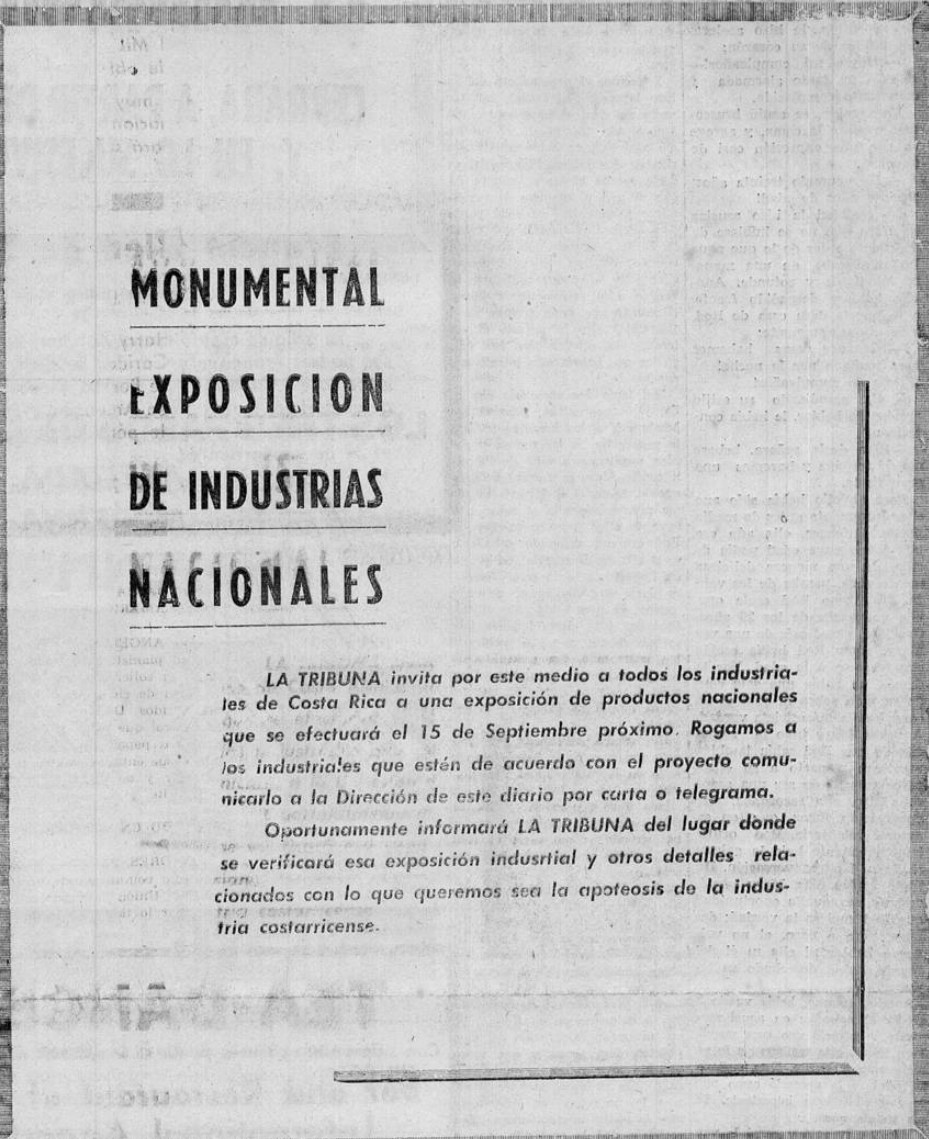 MONUMENTAL
EXPOSICION
DE INDUSTRIAS
NACIONALES
LA TRIBUNA invita por este medio a todos los industria-
les de Costa Rica a una exposición de productos nacionales
que se efectuará el 15 de Septiembre próximo. Rogamos a
los industriales que estén de acuerdo con el proyecto comu-
nicarlo a la Dirección de este diario por carta o telegrama.
Oportunamente informará LA TRIBUNA del lugar donde
se verificará esa exposición indusrtial y otros detalles rela-
cionados con lo que queremos sea la apoteosis de la indus-
tria costarricense.